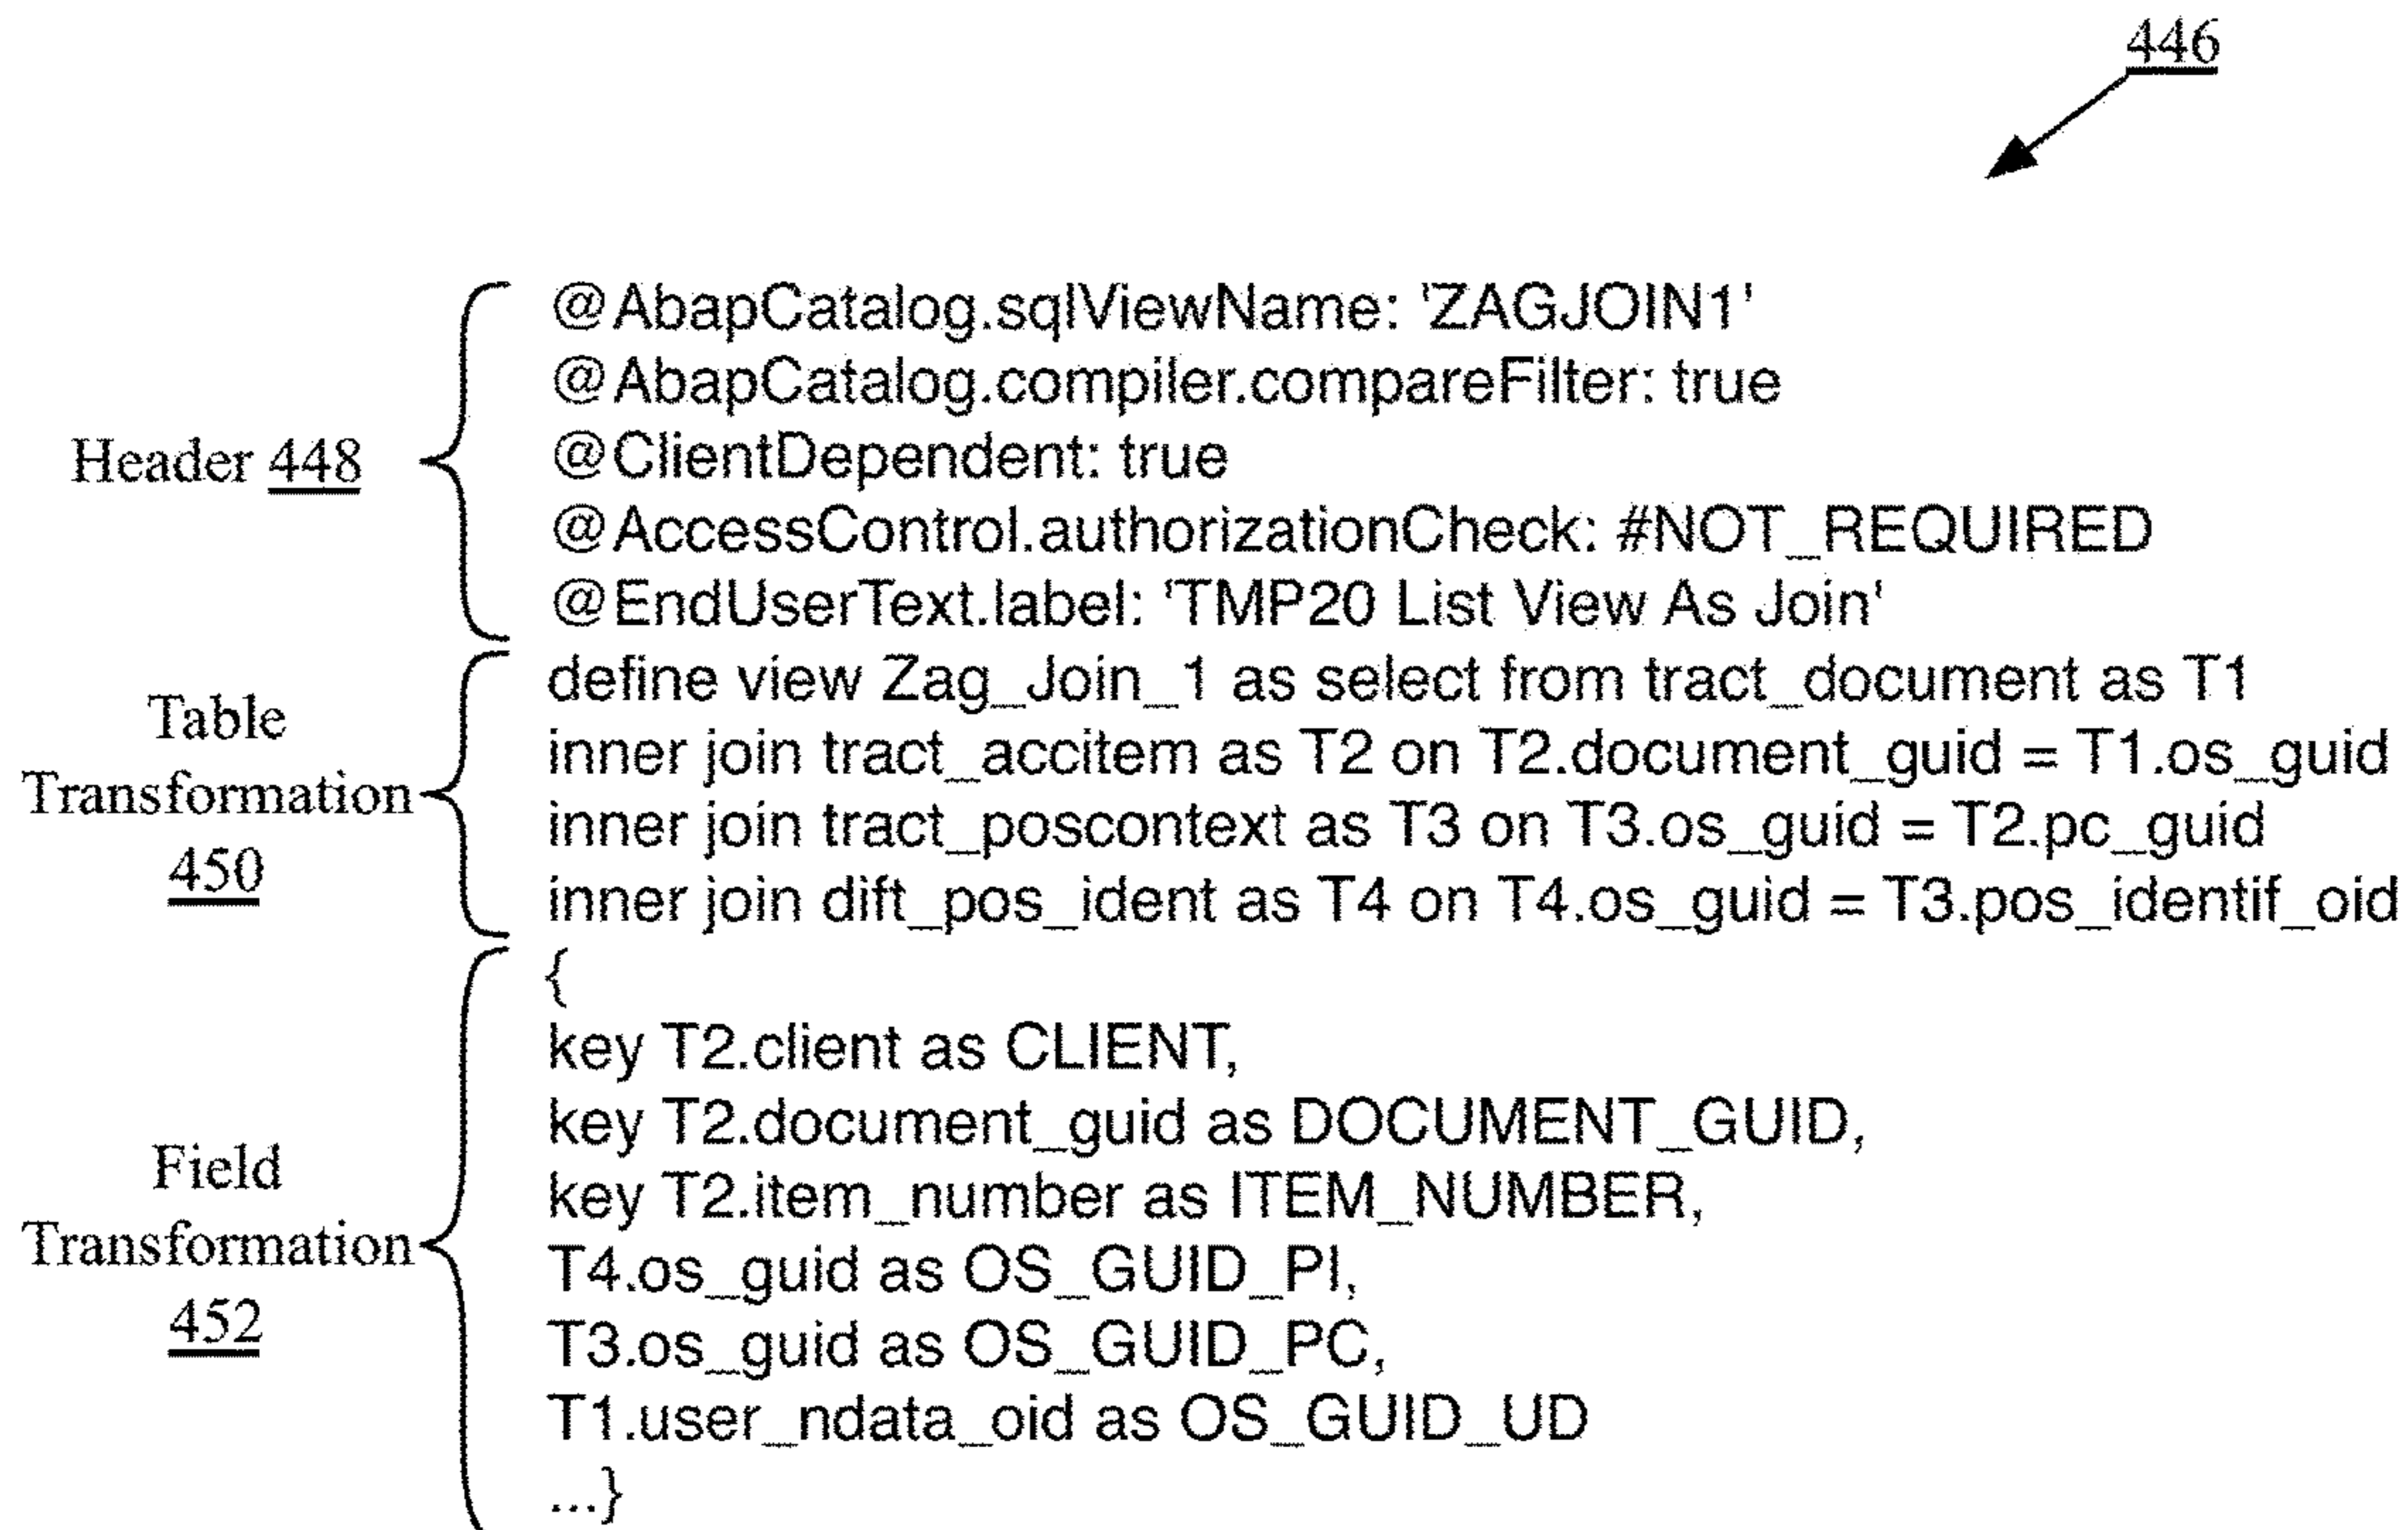 446
@AbapCatalog.sqlViewName: 'ZAGJOIN1'
@AbapCatalog.compiler.compareFilter: true
Header 448
@ClientDependent: true
@AccessControl.authorizationCheck: #NOT_REQUIRED
@EndUserText.label: 'TMP20 List View As Join'
Table
Transformation
450
define view Zag_Join_1 as select from tract_document as T1
inner join tract_accitem as T2 on T2.document_guid = T1.os_guid
inner join tract_poscontext as T3 on T3.os_guid = T2.pc_guid
inner join dift_pos_ident as T4 on T4.os_guid = T3.pos_identif_oid
Field
Transformation
452
{
key T2.client as CLIENT,
key T2.document_guid as DOCUMENT_GUID,
key T2.item_number as ITEM_NUMBER,
T4.os_guid as OS_GUID_PI,
T3.os_guid as OS_GUID_PC,
T1.user_ndata_oid as OS_GUID_UD
...}